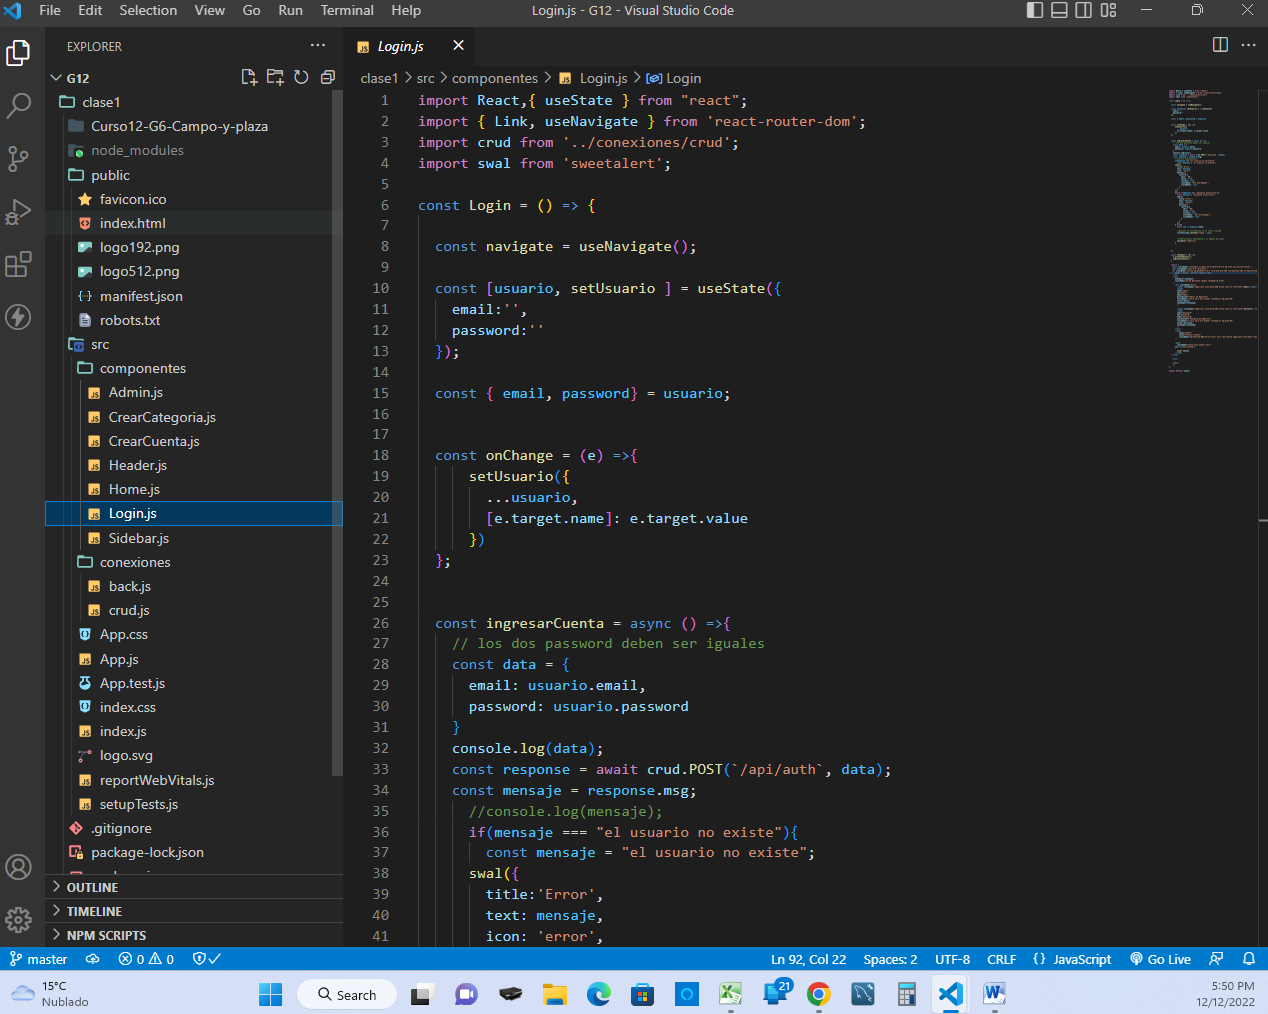 File Edit Selection View Go Run Terminal Help Login.js - G12 - Visual Studio Code
EXPLORER
G12
clase1
Curso12-G6-Campo-y-plaza
node_modules
public
favicon.ico
index.html
logo192.png
logo512.png
manifest.json
robots.txt
src
componentes
Admin.js
CrearCategoria.js
CrearCuenta.js
Header.js
Home.js
Login.js
Sidebar.js
conexiones
back.js
crud.js
App.css
App.js
App.test.js
index.css
index.js
logo.svg
reportWebVitals.js
setupTests.js
.gitignore
package-lock.json
OUTLINE
TIMELINE
NPM SCRIPTS
Login.js
clase1 > src > componentes > Login.js > Login
1 import React,{ useState } from "react";
2 import { Link, useNavigate } from 'react-router-dom';
3 import crud from '../conexiones/crud';
4 import swal from 'sweetalert';
5
6 const Login = () => {
7
8 const navigate = useNavigate();
9
10 const [usuario, setUsuario ] = useState({
11 email:'',
12 password:''
13 });
14
15 const { email, password} = usuario;
16
17
18 const onChange = (e) =>{
19 setUsuario({
20 ...usuario,
21 [e.target.name]: e.target.value
22 })
23 };
24
25
26 const ingresarCuenta = async () =>{
27 // los dos password deben ser iguales
28 const data = {
29 email: usuario.email,
30 password: usuario.password
31 }
32 console.log(data);
33 const response = await crud.POST(`/api/auth`, data);
34 const mensaje = response.msg;
35 //console.log(mensaje);
36 if(mensaje === "el usuario no existe"){
37 const mensaje = "el usuario no existe";
38 swal({
39 title:'Error',
40 text: mensaje,
41 icon: 'error',
master 0 0 Ln 92, Col 22 Spaces: 2 UTF-8 CRLF {} JavaScript Go Live
15°C
Nublado
Search
21
5:50 PM
12/12/2022